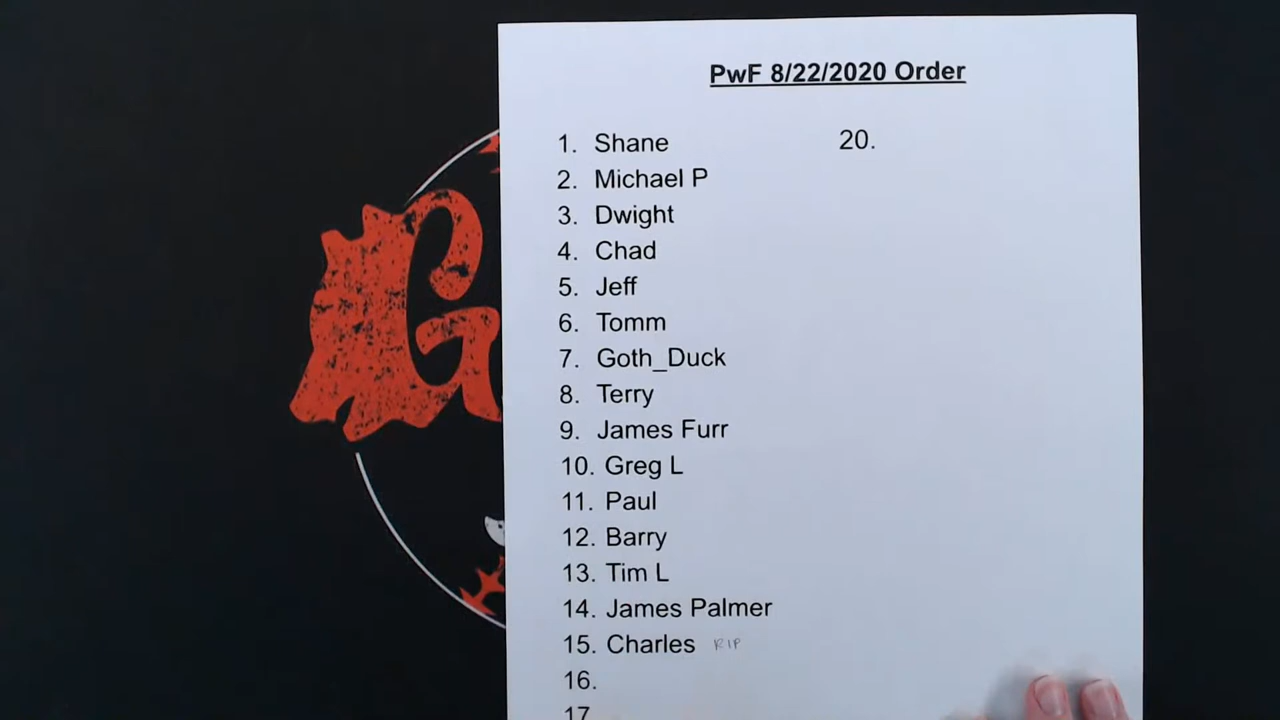 PwF 8/22/2020 Order
1. Shane
2. Michael P
3. Dwight
4. Chad
5. Jeff
6. Tomm
7. Goth_Duck
8. Terry
9. James Furr
10. Greg L
11. Paul
12. Barry
13. Tim L
14. James Palmer
15. Charles RIP
16.
17
20.
G